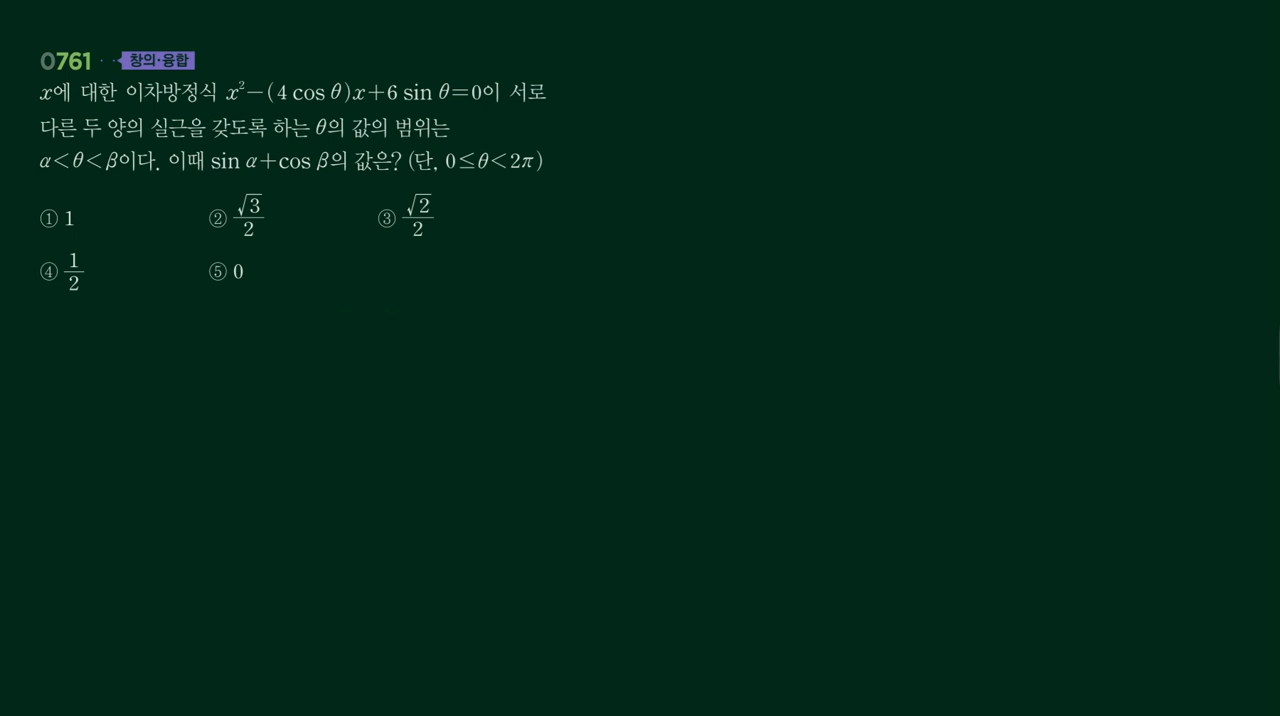 0761 창의·융합
x에 대한 이차방정식 x²-(4 cos θ)x+6 sin θ=0이 서로
다른 두 양의 실근을 갖도록 하는 θ의 값의 범위는
α<θ<β이다. 이때 sin α+cos β의 값은? (단, 0≤θ<2π)
① 1 ② √3/2 ③ √2/2
④ 1/2 ⑤ 0